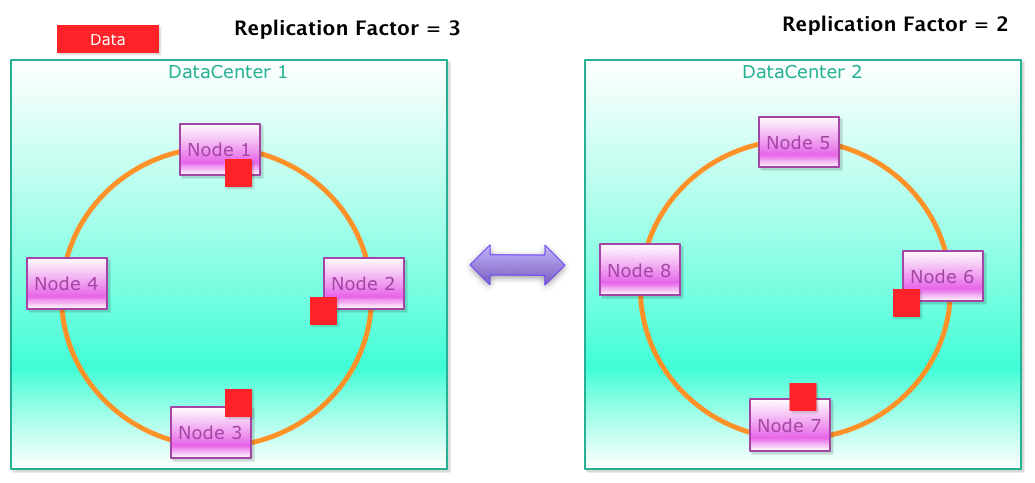 Replication Factor = 3
Replication Factor = 2
Data
DataCenter 1
DataCenter 2
Node 1
Node 5
Node 4
Node 2
Node 8
Node 6
Node 3
Node 7